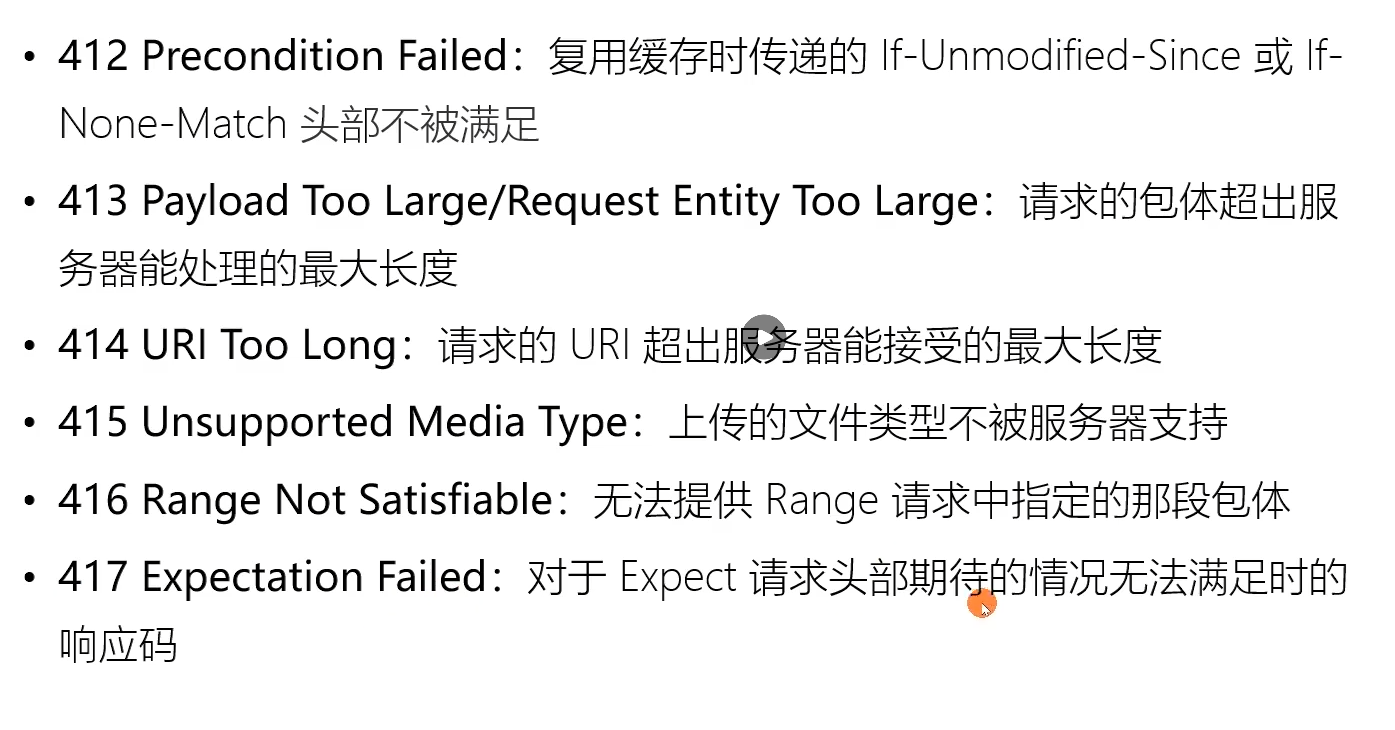 • 412 Precondition Failed：复用缓存时传递的 If-Unmodified-Since 或 If-
None-Match 头部不被满足
• 413 Payload Too Large/Request Entity Too Large：请求的包体超出服
务器能处理的最大长度
• 414 URI Too Long：请求的 URI 超出服务器能接受的最大长度
• 415 Unsupported Media Type：上传的文件类型不被服务器支持
• 416 Range Not Satisfiable：无法提供 Range 请求中指定的那段包体
• 417 Expectation Failed：对于 Expect 请求头部期待的情况无法满足时的
响应码